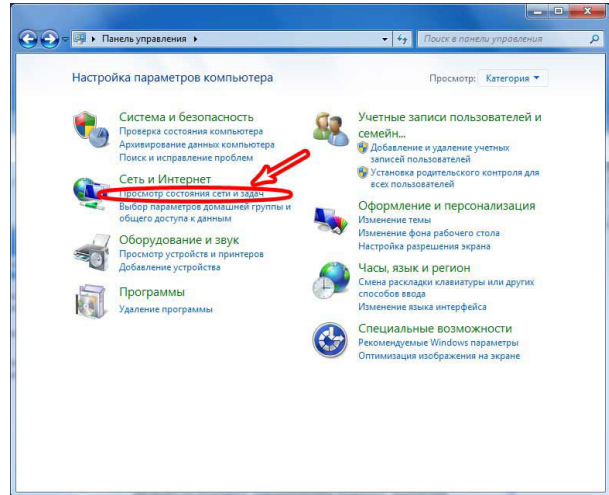 Панель управления
Поиск в панели управления
Настройка параметров компьютера
Просмотр: Категория
Система и безопасность
Проверка состояния компьютера
Архивирование данных компьютера
Поиск и исправление проблем
Сеть и Интернет
Просмотр состояния сети и задач
Выбор параметров домашней группы и
общего доступа к данным
Оборудование и звук
Просмотр устройств и принтеров
Добавление устройства
Программы
Удаление программы
Учетные записи пользователей и
семейн...
Добавление и удаление учетных
записей пользователей
Установка родительского контроля для
всех пользователей
Оформление и персонализация
Изменение темы
Изменение фона рабочего стола
Настройка разрешения экрана
Часы, язык и регион
Смена раскладки клавиатуры или других
способов ввода
Изменение языка интерфейса
Специальные возможности
Рекомендуемые Windows параметры
Оптимизация изображения на экране